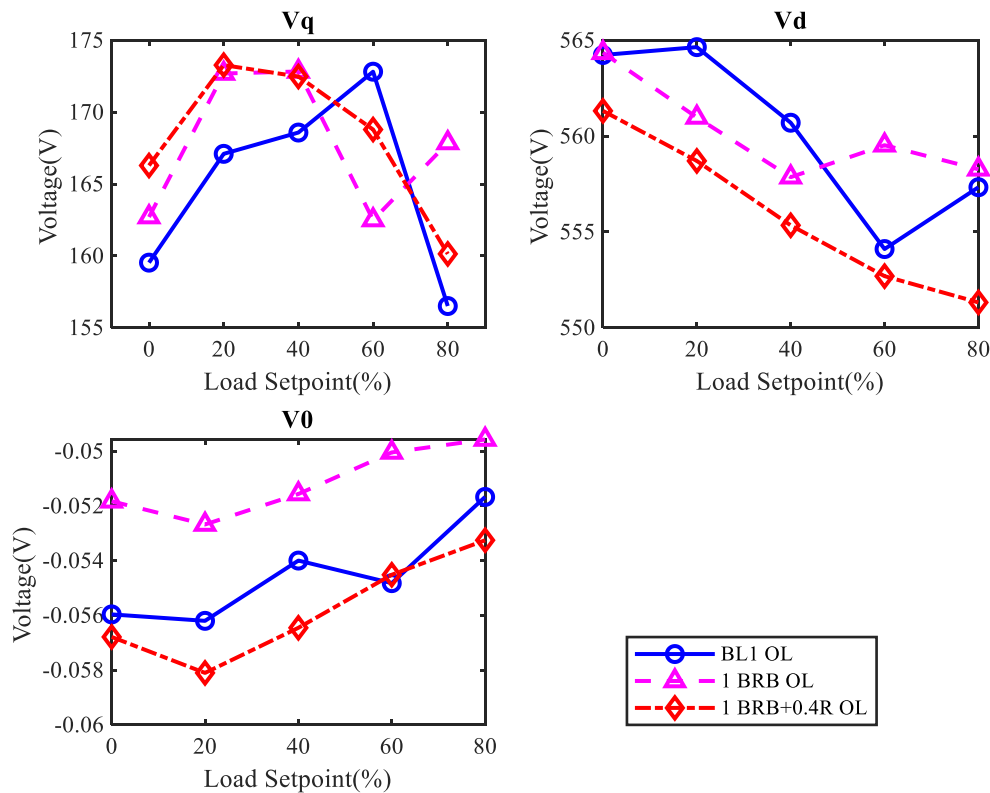 Vq
175
170
165
160
155
Voltage(V)
0 20 40 60 80
Load Setpoint(%)
Vd
565
560
555
550
Voltage(V)
0 20 40 60 80
Load Setpoint(%)
V0
-0.05
-0.052
-0.054
-0.056
-0.058
-0.06
Voltage(V)
0 20 40 60 80
Load Setpoint(%)
BL1 OL
1 BRB OL
1 BRB+0.4R OL